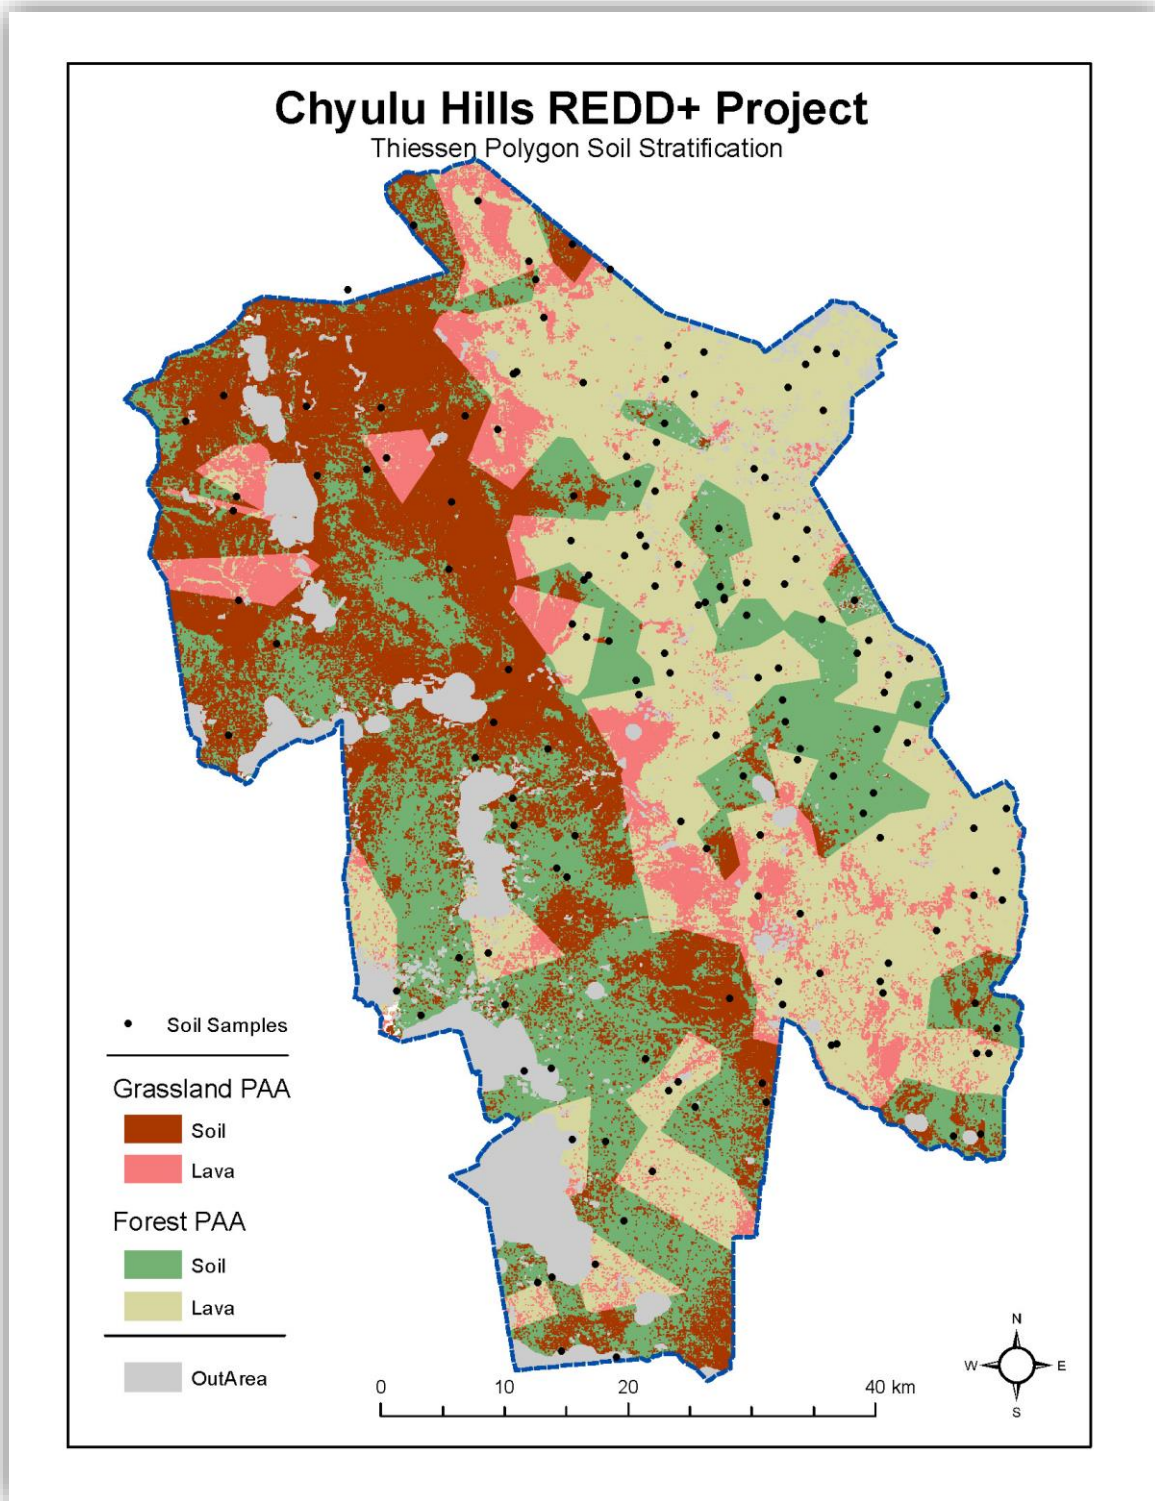 Chyulu Hills REDD+ Project
Thiessen Polygon Soil Stratification
Soil Samples
Grassland PAA
Soil
Lava
Forest PAA
Soil
Lava
OutArea
0 10 20 40 km
N
W E
S